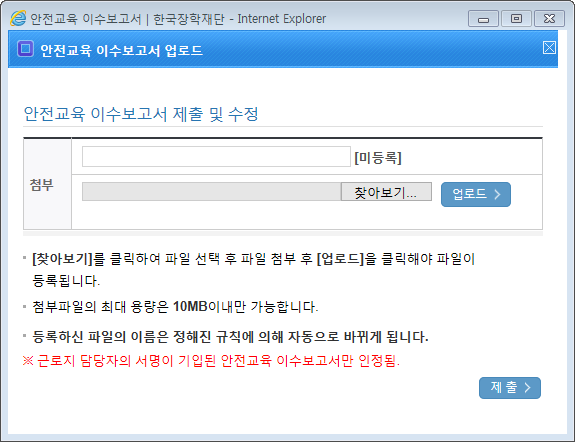 안전교육 이수보고서 | 한국장학재단 - Internet Explorer
안전교육 이수보고서 업로드
안전교육 이수보고서 제출 및 수정
첨부
[미등록]
찾아보기...
업로드
[찾아보기]를 클릭하여 파일 선택 후 파일 첨부 후 [업로드]을 클릭해야 파일이
등록됩니다.
첨부파일의 최대 용량은 10MB이내만 가능합니다.
등록하신 파일의 이름은 정해진 규칙에 의해 자동으로 바뀌게 됩니다.
※ 근로지 담당자의 서명이 기입된 안전교육 이수보고서만 인정됨.
제 출